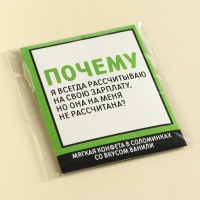 ПОЧЕМУ
Я ВСЕГДА РАССЧИТЫВАЮ
НА СВОЮ ЗАРПЛАТУ,
НО ОНА НА МЕНЯ
НЕ РАССЧИТАНА?
МЯГКАЯ КОНФЕТА В СОЛОМИНКАХ
СО ВКУСОМ ВАНИЛИ